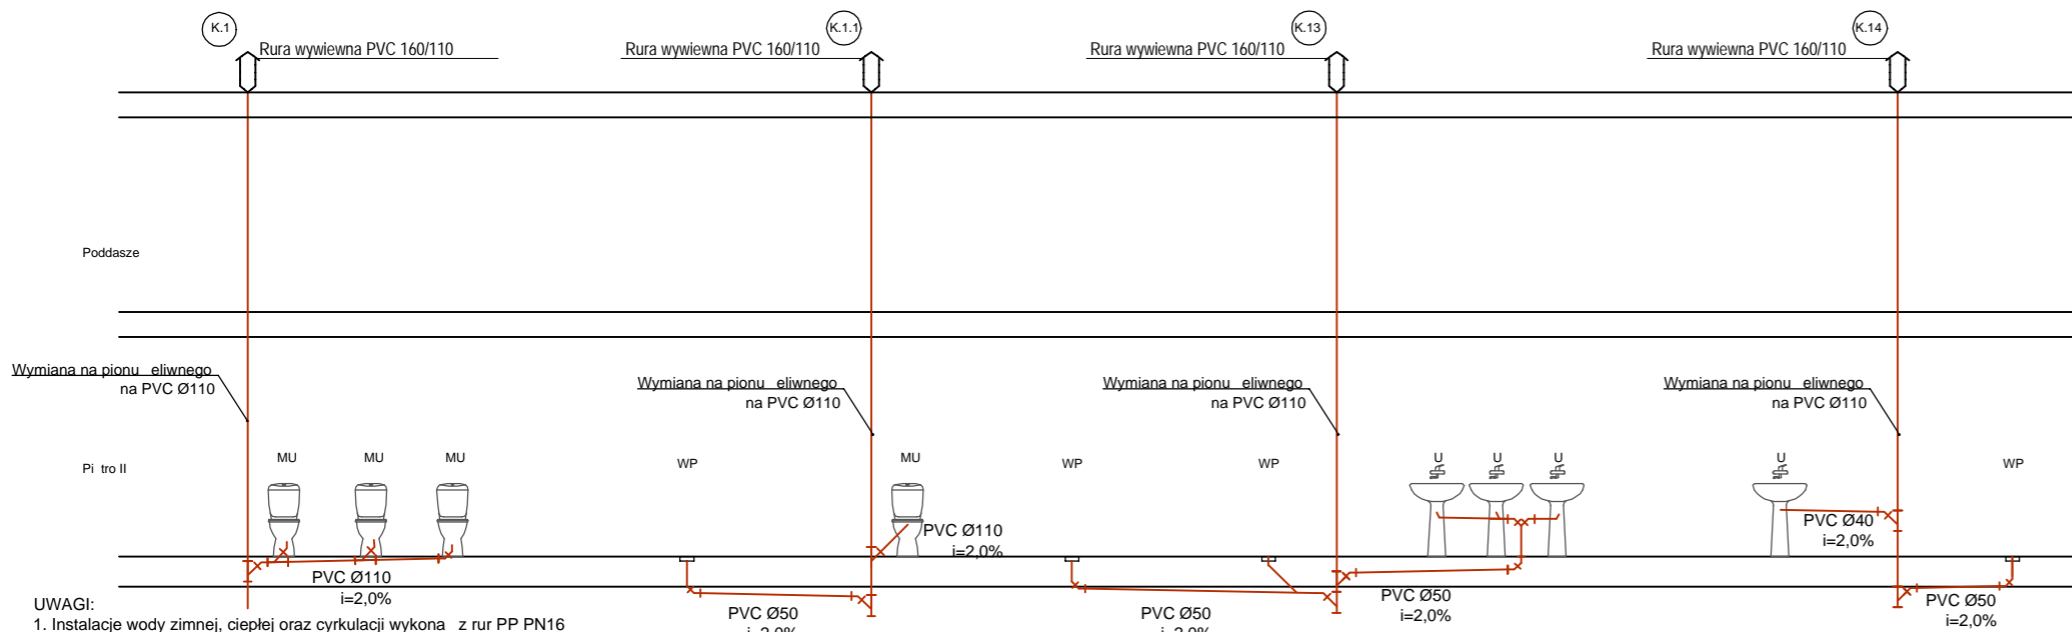 K.1
K.1.1
K.13
K.14
Rura wywiewna PVC 160/110
Rura wywiewna PVC 160/110
Rura wywiewna PVC 160/110
Rura wywiewna PVC 160/110
Poddasze
Wymiana na pionu eliwnego
na PVC Ø110
Wymiana na pionu eliwnego
na PVC Ø110
Wymiana na pionu eliwnego
na PVC Ø110
Wymiana na pionu eliwnego
na PVC Ø110
Pi tro II
MU
MU
MU
WP
MU
WP
WP
U
U
U
U
WP
PVC Ø110
i=2,0%
PVC Ø40
i=2,0%
PVC Ø110
i=2,0%
PVC Ø50
i=2,0%
PVC Ø50
i=2,0%
PVC Ø50
i=2,0%
PVC Ø50
i=2,0%
UWAGI:
1. Instalacje wody zimnej, ciepłej oraz cyrkulacji wykona z rur PP PN16